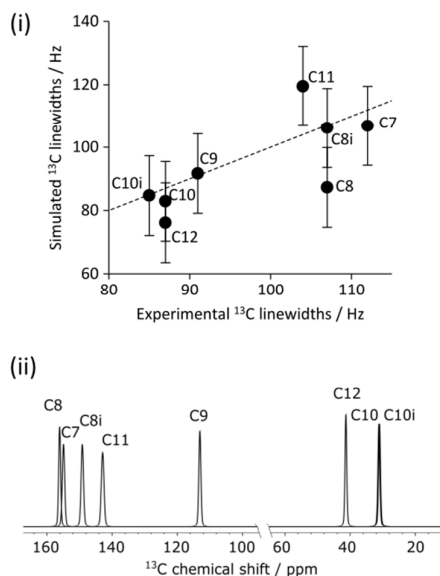 (i)
Simulated ¹³C linewidths / Hz
140
120
100
80
60
C11
C7
C8i
C9
C8
C10i
C10
C12
80 90 100 110
Experimental ¹³C linewidths / Hz
(ii)
C8
C7
C8i
C11
C9
C12
C10
C10i
160 140 120 100 60 40 20
¹³C chemical shift / ppm